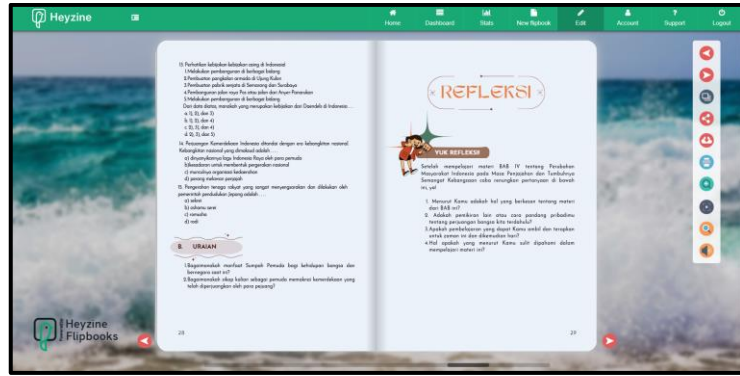 Heyzine
Home
Dashboard
Stats
New flipbook
Edit
Account
Support
Logout
13. Perhatikan kebijakan-kebijakan asing di Indonesia!
1.Melakukan pembangunan di berbagai bidang
2.Pembuatan pangkalan armada di Ujung Kulon
3.Pembuatan pabrik senjata di Semarang dan Surabaya
4.Pembangunan jalan raya Pos atau jalan dari Anyer-Panarukan
5.Melakukan pembangunan di berbagai bidang
Dari data diatas, manakah yang merupakan kebijakan dari Daendels di Indonesia. . .
a. 1), 2), dan 3)
b. 1), 2), dan 4)
c. 2), 3), dan 4)
d. 2), 3), dan 5)
14. Perjuangan Kemerdekaan Indonesia ditandai dengan era kebangkitan nasional.
Kebangkitan nasional yang dimaksud adalah . . .
a) dinyanyikannya lagu Indonesia Raya oleh para pemuda
b)kesadaran untuk membentuk pergerakan nasional
c) munculnya organisasi kedaerahan
d) perang melawan penjajah
15. Pengerahan tenaga rakyat yang sangat menyengsarakan dan dilakukan oleh
pemerintah pendudukan Jepang adalah . . .
a) seikeri
b) osharmu serei
c) romusha
d) rodi
B. URAIAN
1.Bagaimanakah manfaat Sumpah Pemuda bagi kehidupan bangsa dan
bernegara saat ini?
2.Bagaimanakah sikap kalian sebagai pemuda memaknai kemerdekaan yang
telah diperjuangkan oleh para pejuang?
28
REFLEKSI
YUK REFLEKSI!
Setelah mempelajari materi BAB IV tentang Perubahan
Masyarakat Indonesia pada Masa Penjajahan dan Tumbuhnya
Semangat Kebangsaan coba renungkan pertanyaan di bawah
ini, ya!
1. Menurut Kamu adakah hal yang berkesan tentang materi
dari BAB ini?
2. Adakah pemikiran lain atau cara pandang pribadimu
tentang perjuangan bangsa kita terdahulu?
3.Apakah pembelajaran yang dapat Kamu ambil dan terapkan
untuk zaman ini dan dikemudian hari?
4.Hal apakah yang menurut Kamu sulit dipahami dalam
mempelajari materi ini?
29
Heyzine
Flipbooks